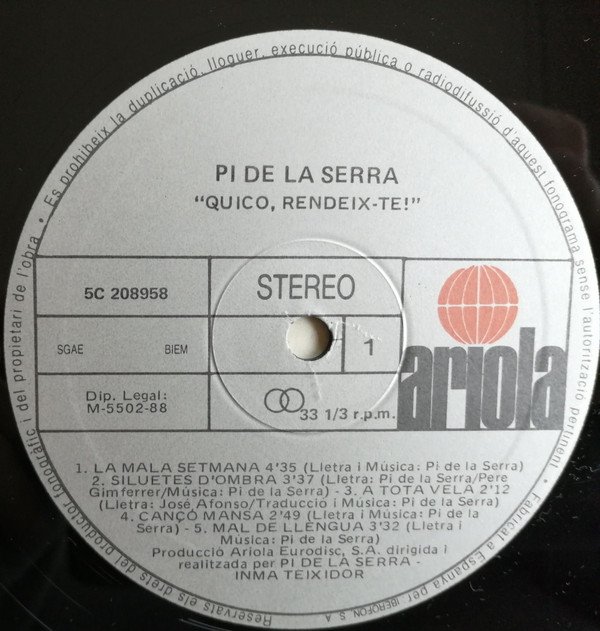 Es prohibeix la duplicació, lloguer, execució pública o radiodifussió d'aquest fonograma sense l'autorització pertinent
PI DE LA SERRA
"QUICO, RENDEIX-TE!"
5C 208958
STEREO
SGAE BIEM
1
ariola
Dip. Legal:
M-5502-88
33 1/3 r.p.m.
1. LA MALA SETMANA 4'35 (Lletra i Música: Pi de la Serra)
2. SILUETES D'OMBRA 3'37 (Lletra: Pi de la Serra/Pere
Gimferrer/Música: Pi de la Serra) - 3. A TOTA VELA 2'12
(Lletra: José Afonso/Traducció i Música: Pi de la Serra)
4. CANÇÓ MANSA 2'49 (Lletra i Música: Pi de la
Serra) - 5. MAL DE LLENGUA 3'32 (Lletra i
Música: Pi de la Serra)
Producció Ariola Eurodisc, S.A. dirigida i
realitzada per PI DE LA SERRA -
INMA TEIXIDOR
Reservats els drets del productor fonogràfic i del propietari de l'obra • Fabricat a Espanya per IBEROFON, S. A.